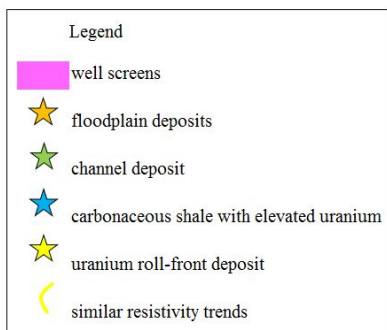 Legend
well screens
floodplain deposits
channel deposit
carbonaceous shale with elevated uranium
uranium roll-front deposit
similar resistivity trends